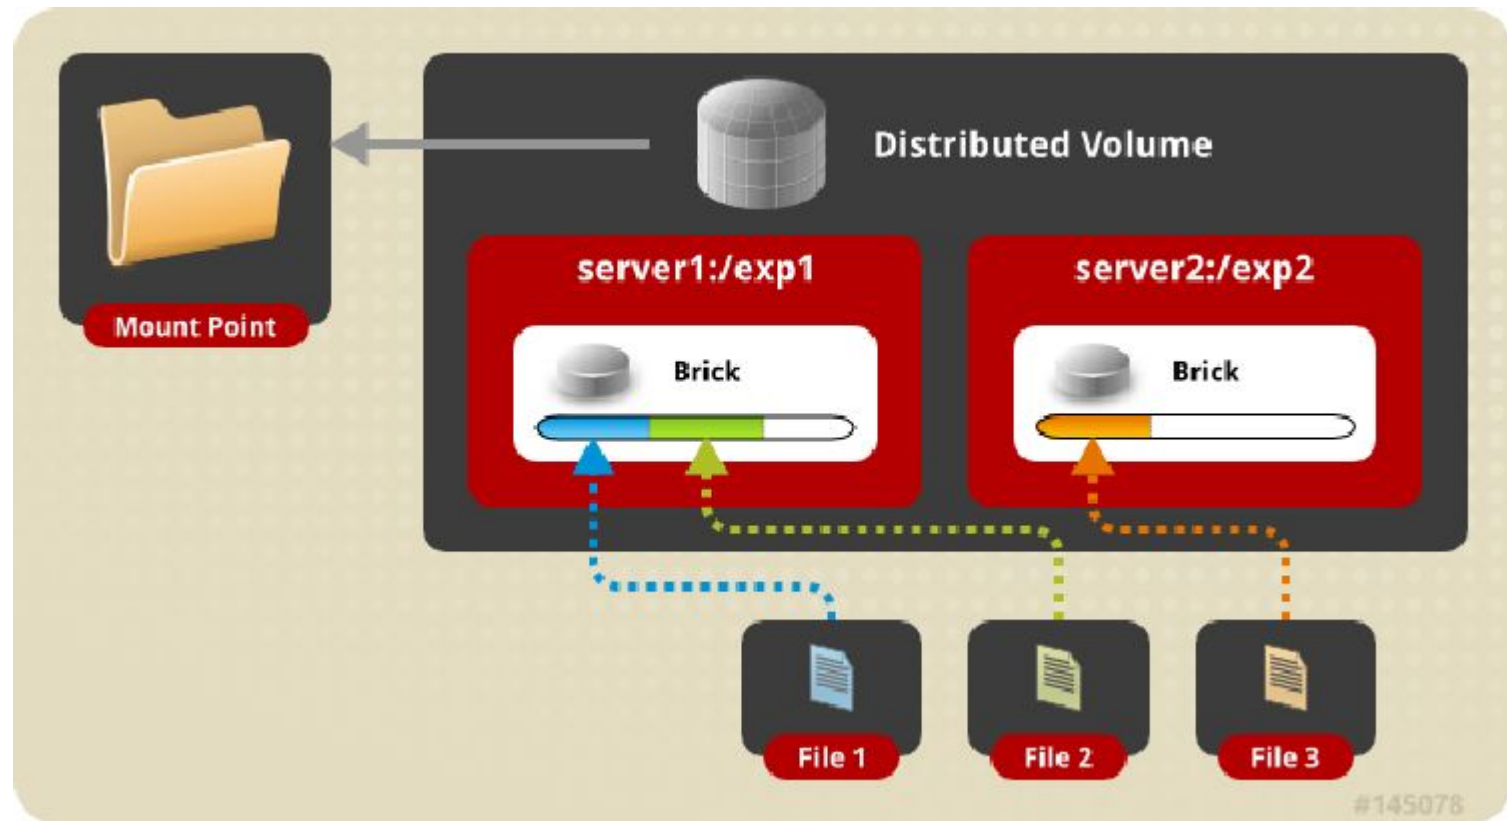 Distributed Volume
Mount Point
server1:/exp1
server2:/exp2
Brick
Brick
File 1
File 2
File 3
#145078